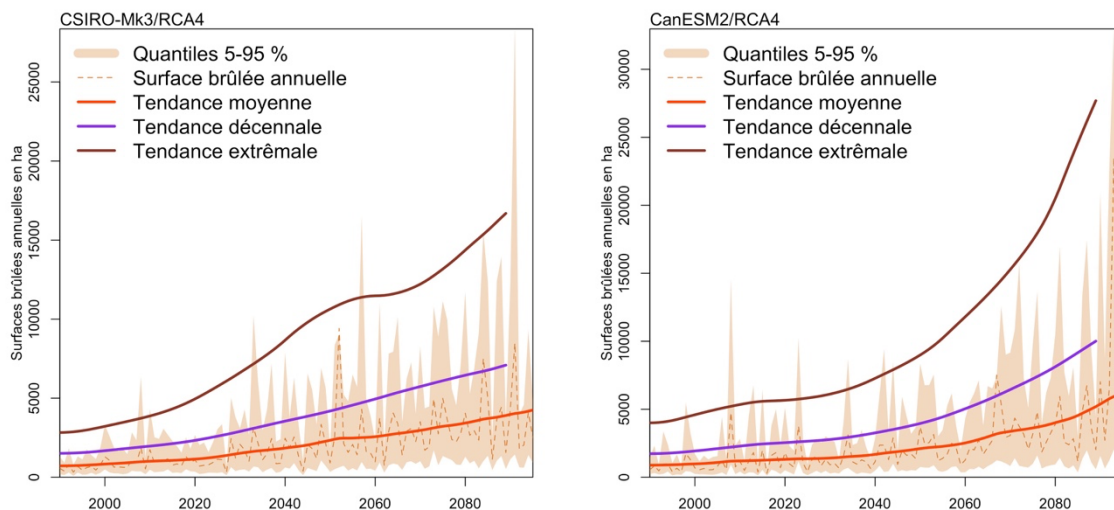 CSIRO-Mk3/RCA4
Quantiles 5-95 %
Surface brûlée annuelle
Tendance moyenne
Tendance décennale
Tendance extrêmale
Surfaces brûlées annuelles en ha
0
5000
10000
15000
20000
25000
2000
2020
2040
2060
2080
CanESM2/RCA4
Quantiles 5-95 %
Surface brûlée annuelle
Tendance moyenne
Tendance décennale
Tendance extrêmale
Surfaces brûlées annuelles en ha
0
5000
10000
15000
20000
25000
30000
2000
2020
2040
2060
2080